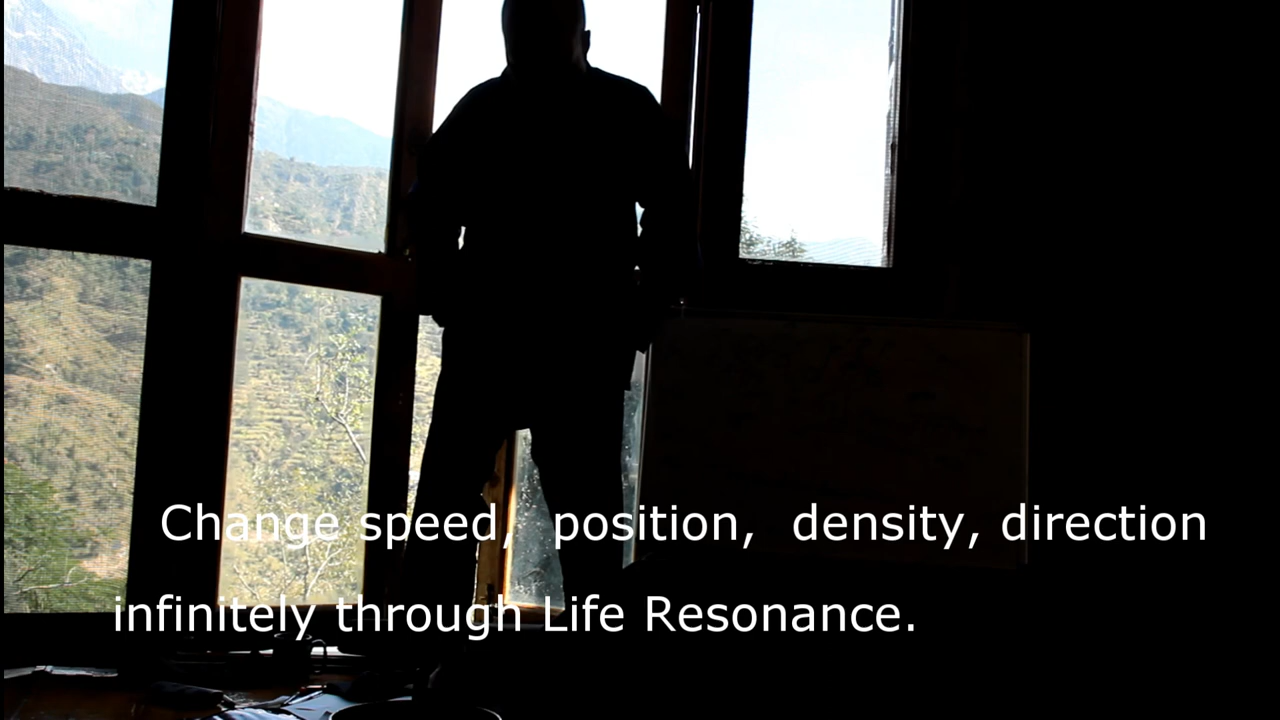 Change speed,  position,  density, direction
infinitely through Life Resonance.